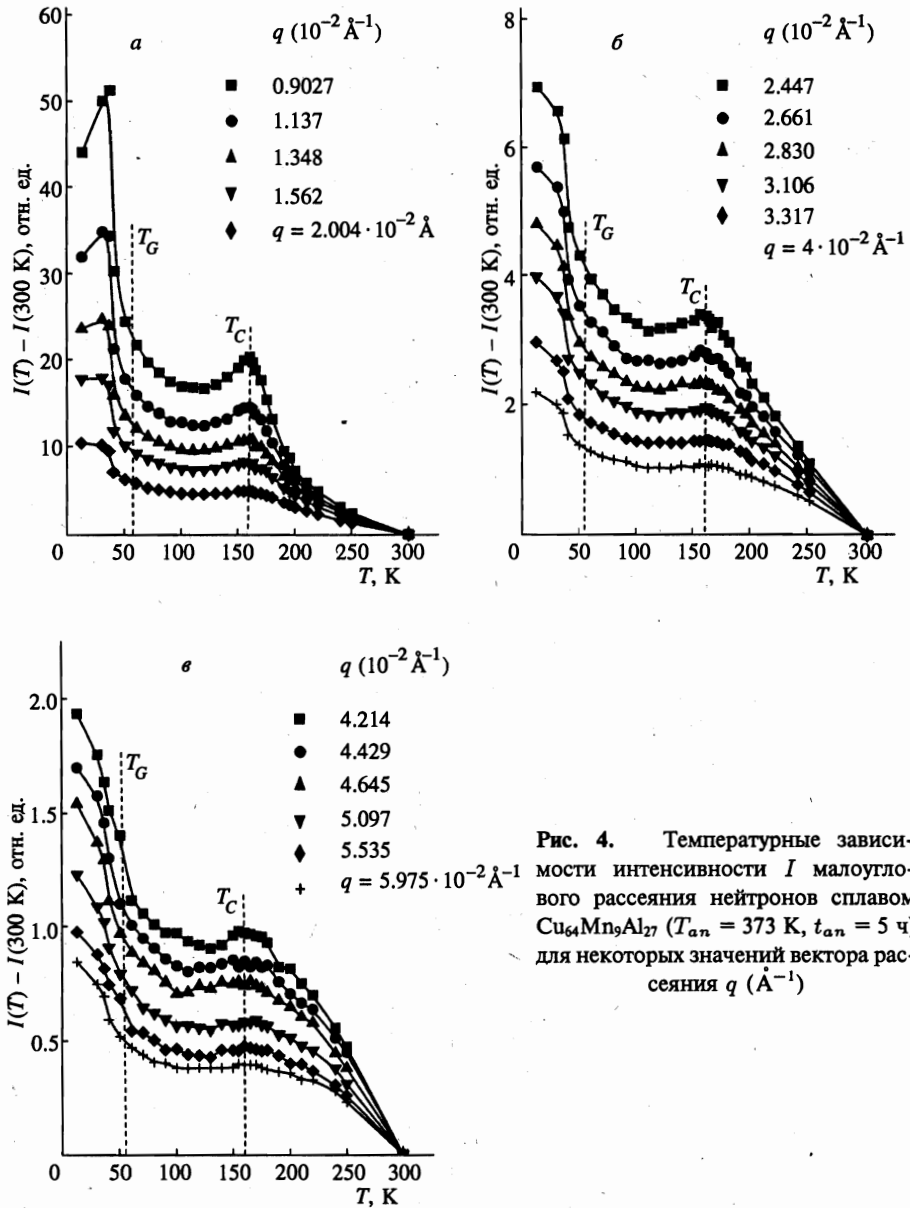 а
q (10⁻² Å⁻¹)
0.9027
1.137
1.348
1.562
q = 2.004 · 10⁻² Å
T_G
T_C
I(T) − I(300 K), отн. ед.
60
50
40
30
20
10
0 50 100 150 200 250 300
T, K
б
q (10⁻² Å⁻¹)
2.447
2.661
2.830
3.106
3.317
q = 4 · 10⁻² Å⁻¹
T_G
T_C
I(T) − I(300 K), отн. ед.
8
6
4
2
0 50 100 150 200 250 300
T, K
в
q (10⁻² Å⁻¹)
4.214
4.429
4.645
5.097
5.535
q = 5.975 · 10⁻² Å⁻¹
T_G
T_C
I(T) − I(300 K), отн. ед.
2.0
1.5
1.0
0.5
0 50 100 150 200 250 300
T, K
Рис. 4. Температурные зависи-
мости интенсивности I малоугло-
вого рассеяния нейтронов сплавом
Cu₆₄Mn₉Al₂₇ (T_an = 373 K, t_an = 5 ч)
для некоторых значений вектора рас-
сеяния q (Å⁻¹)